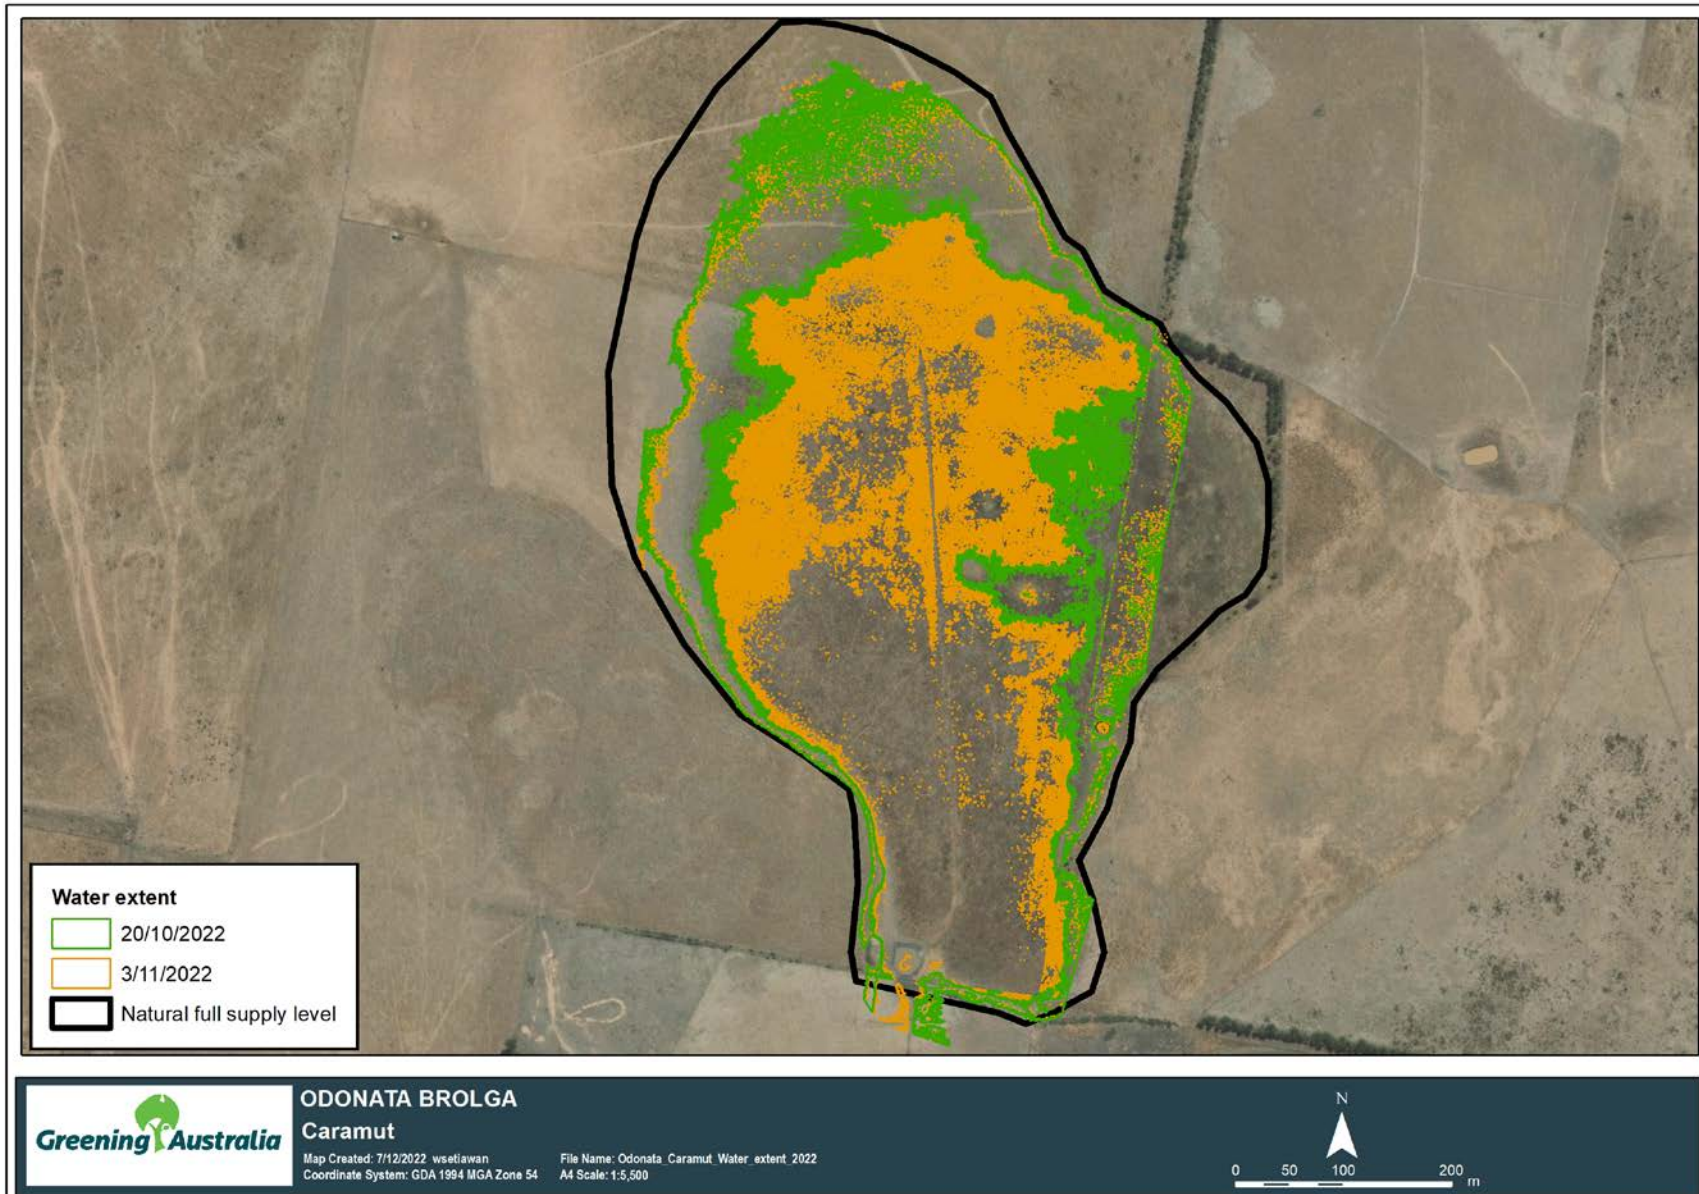 Water extent
20/10/2022
3/11/2022
Natural full supply level
Greening Australia
ODONATA BROLGA
Caramut
Map Created: 7/12/2022 wsetiawan
File Name: Odonata_Caramut_Water_extent_2022
Coordinate System: GDA 1994 MGA Zone 54
A4 Scale: 1:5,500
N
0 50 100 200
m